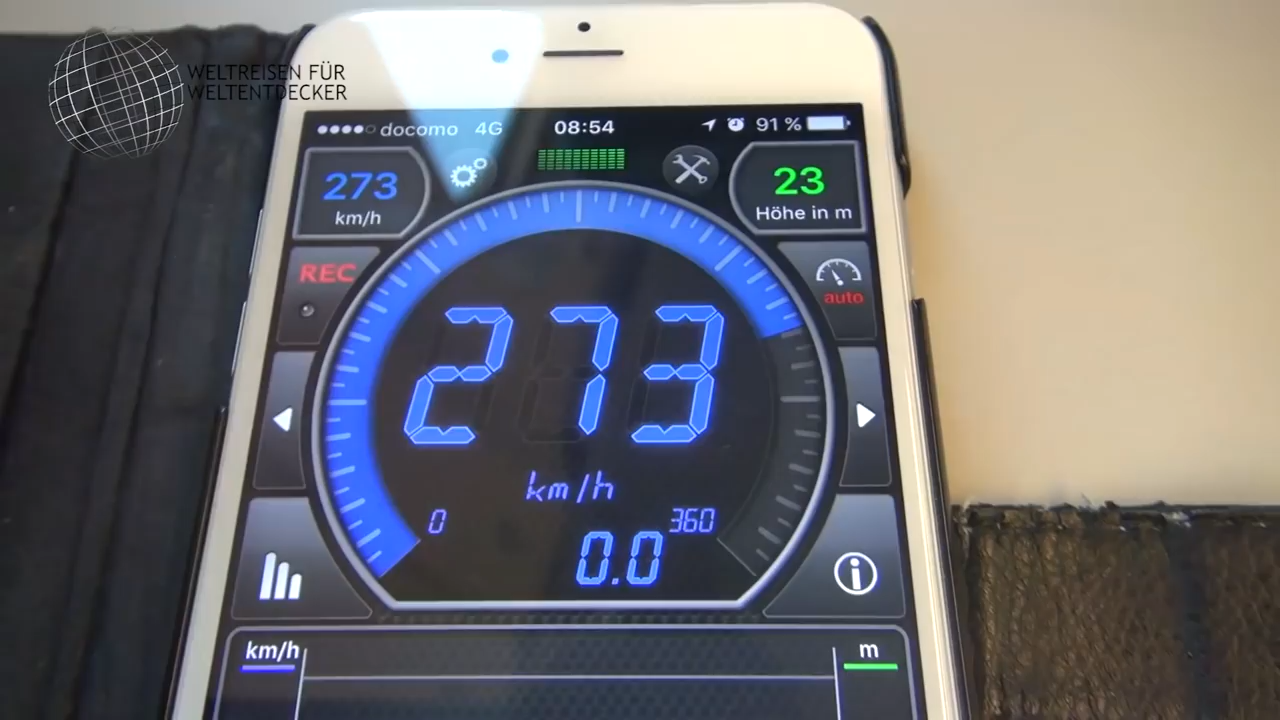 WELTREISEN FÜR
WELTENTDECKER
docomo 4G 08:54 91 %
273
km/h
23
Höhe in m
REC
auto
273
km/h
0
360
0.0
km/h
m